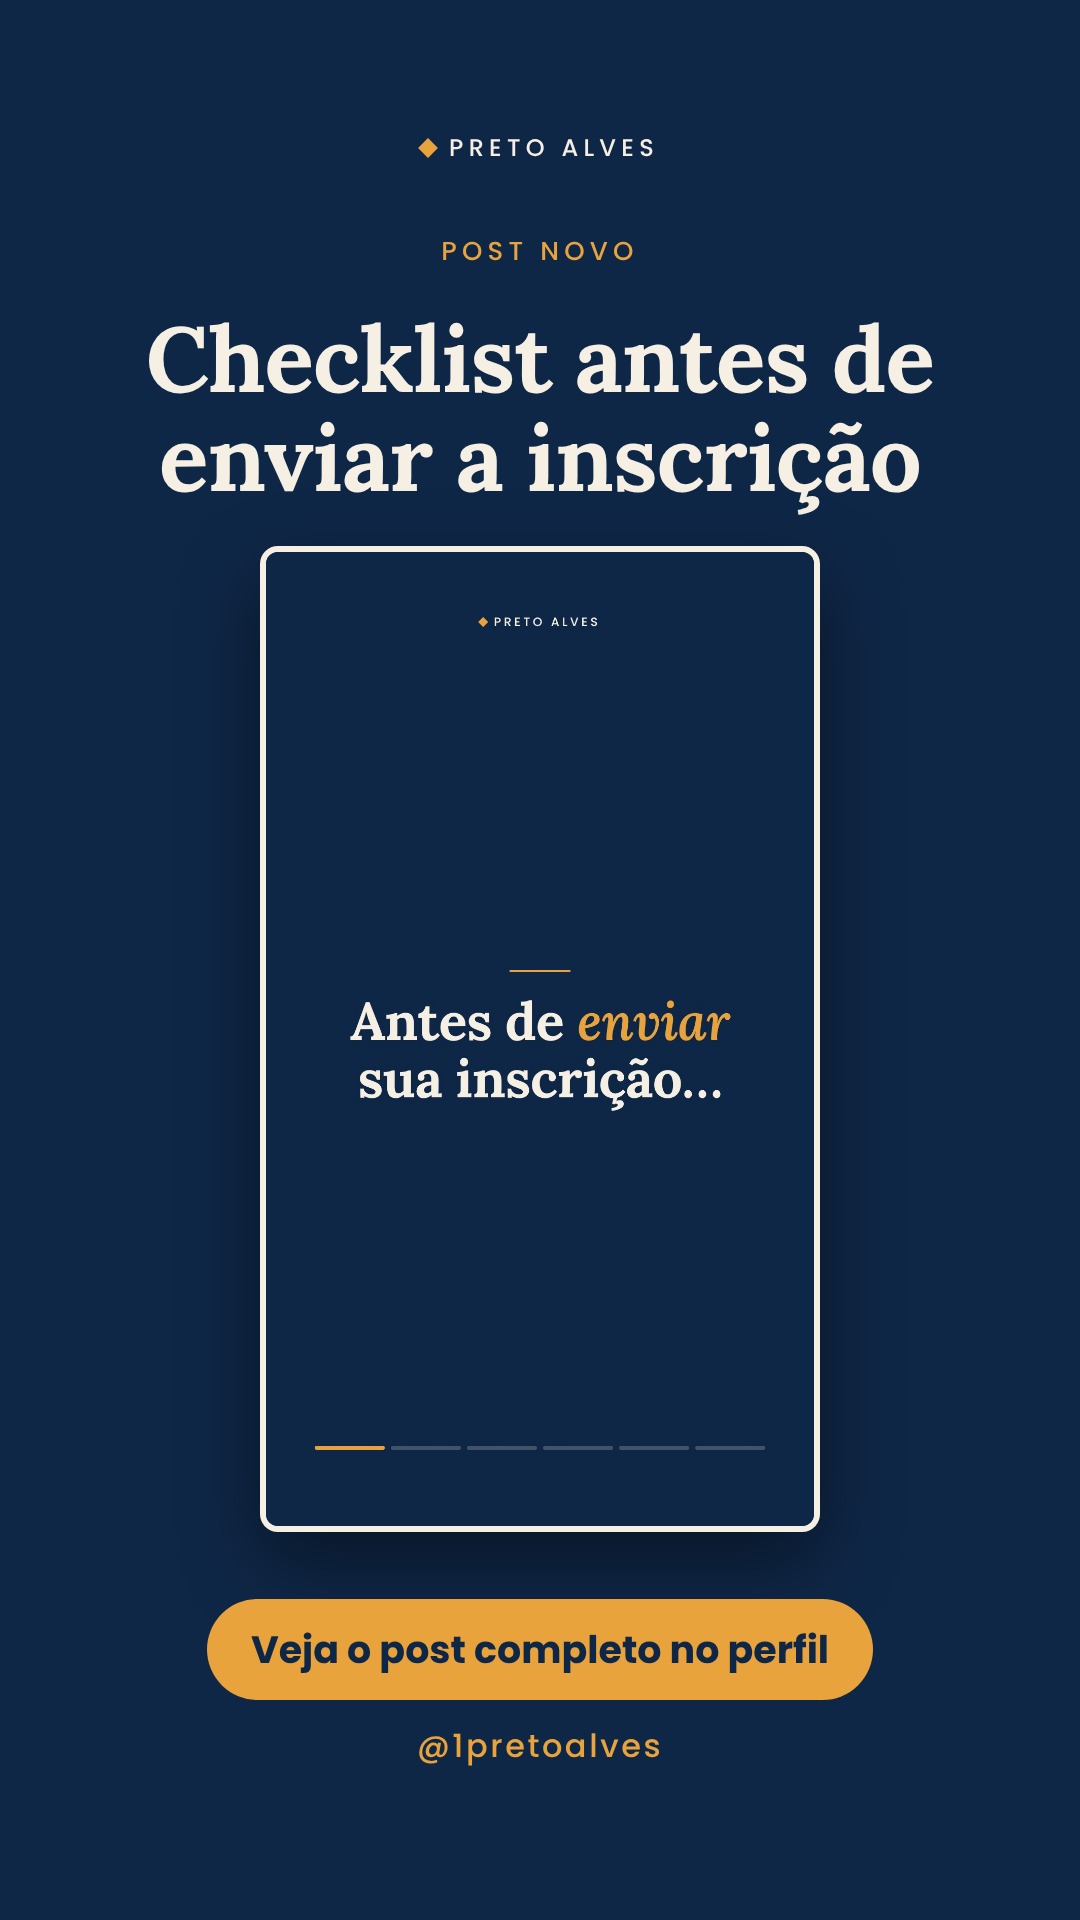 PRETO ALVES
POST NOVO
Checklist antes de
enviar a inscrição
PRETO ALVES
Antes de enviar
sua inscrição...
Veja o post completo no perfil
@1pretoalves